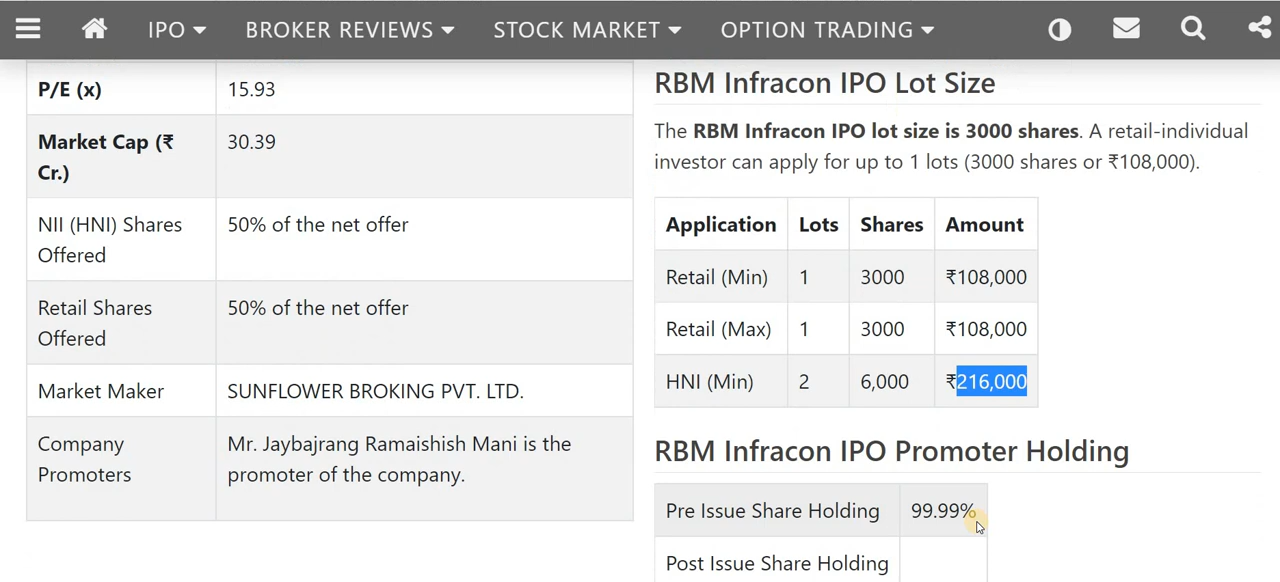 IPO BROKER REVIEWS STOCK MARKET OPTION TRADING
P/E (x) 15.93
Market Cap (₹ 30.39
Cr.)
NII (HNI) Shares 50% of the net offer
Offered
Retail Shares 50% of the net offer
Offered
Market Maker SUNFLOWER BROKING PVT. LTD.
Company Mr. Jaybajrang Ramaishish Mani is the
Promoters promoter of the company.
RBM Infracon IPO Lot Size
The RBM Infracon IPO lot size is 3000 shares. A retail-individual
investor can apply for up to 1 lots (3000 shares or ₹108,000).
Application Lots Shares Amount
Retail (Min) 1 3000 ₹108,000
Retail (Max) 1 3000 ₹108,000
HNI (Min) 2 6,000 ₹216,000
RBM Infracon IPO Promoter Holding
Pre Issue Share Holding 99.99%
Post Issue Share Holding